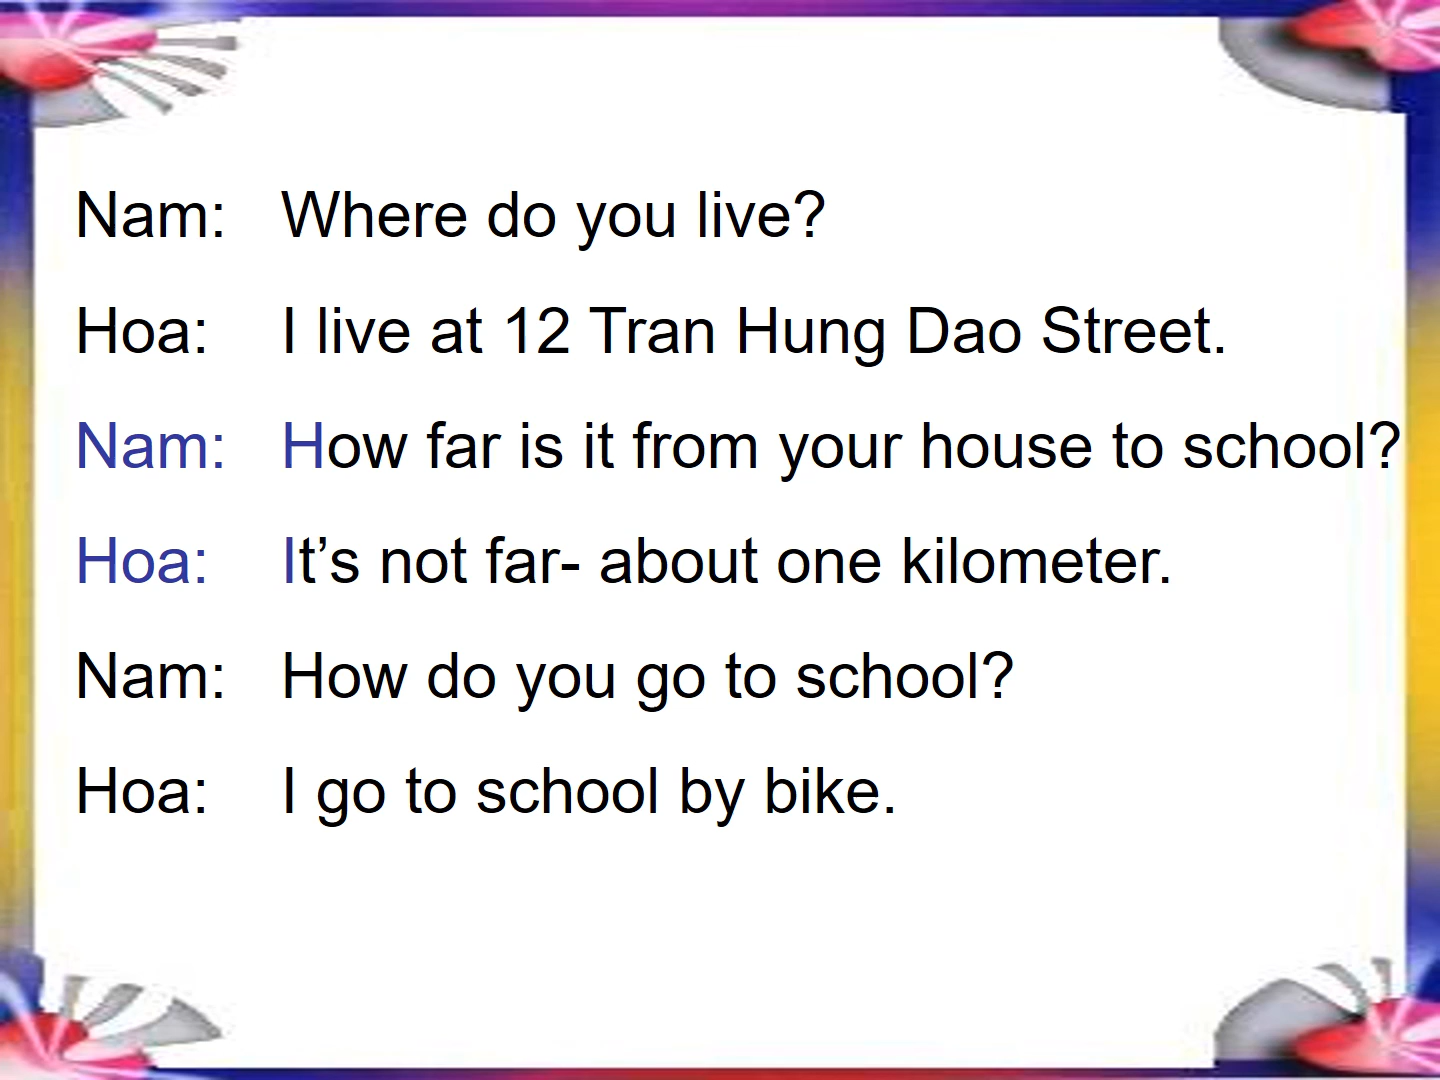 Nam: Where do you live?
Hoa: I live at 12 Tran Hung Dao Street.
Nam: How far is it from your house to school?
Hoa: It’s not far- about one kilometer.
Nam: How do you go to school?
Hoa: I go to school by bike.